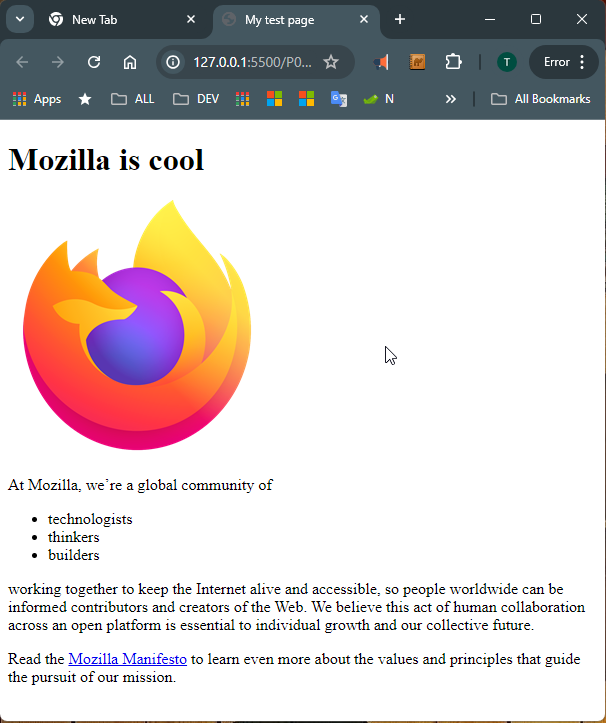 New Tab
My test page
127.0.0.1:5500/P0...
T
Error
Apps
ALL
DEV
N
All Bookmarks
Mozilla is cool
At Mozilla, we’re a global community of
technologists
thinkers
builders
working together to keep the Internet alive and accessible, so people worldwide can be
informed contributors and creators of the Web. We believe this act of human collaboration
across an open platform is essential to individual growth and our collective future.
Read the Mozilla Manifesto to learn even more about the values and principles that guide
the pursuit of our mission.